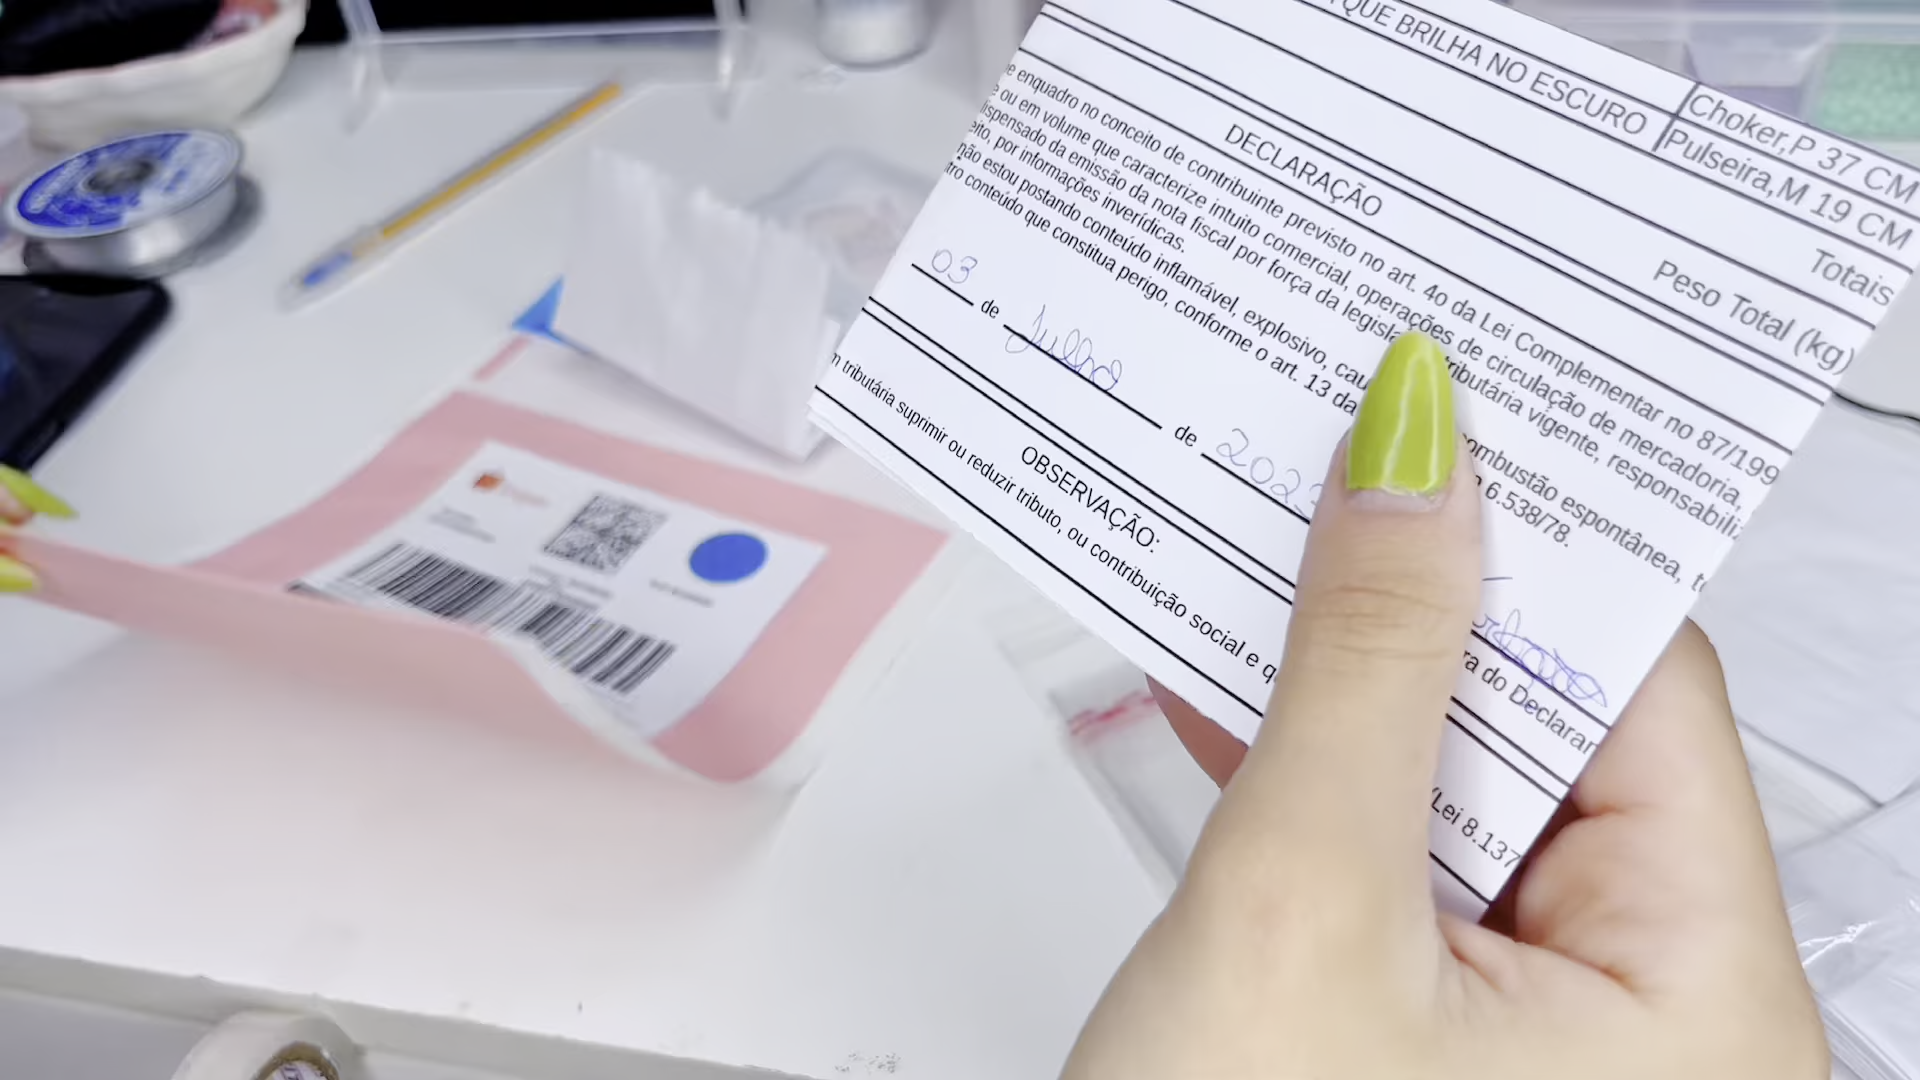 QUE BRILHA NO ESCURO
Choker,P 37 CM
Pulseira,M 19 CM
Totais
Peso Total (kg)
DECLARAÇÃO
e enquadro no conceito de contribuinte previsto no art. 4o da Lei Complementar no 87/199
e ou em volume que caracterize intuito comercial, operações de circulação de mercadoria,
dispensado da emissão da nota fiscal por força da legisla tributária vigente, responsabili
eito, por informações inverídicas.
não estou postando conteúdo inflamável, explosivo, cau ombustão espontânea, t
tro conteúdo que constitua perigo, conforme o art. 13 da 6.538/78.
03 de Julho de 2023
ra do Declaran
OBSERVAÇÃO:
m tributária suprimir ou reduzir tributo, ou contribuição social e q (Lei 8.137